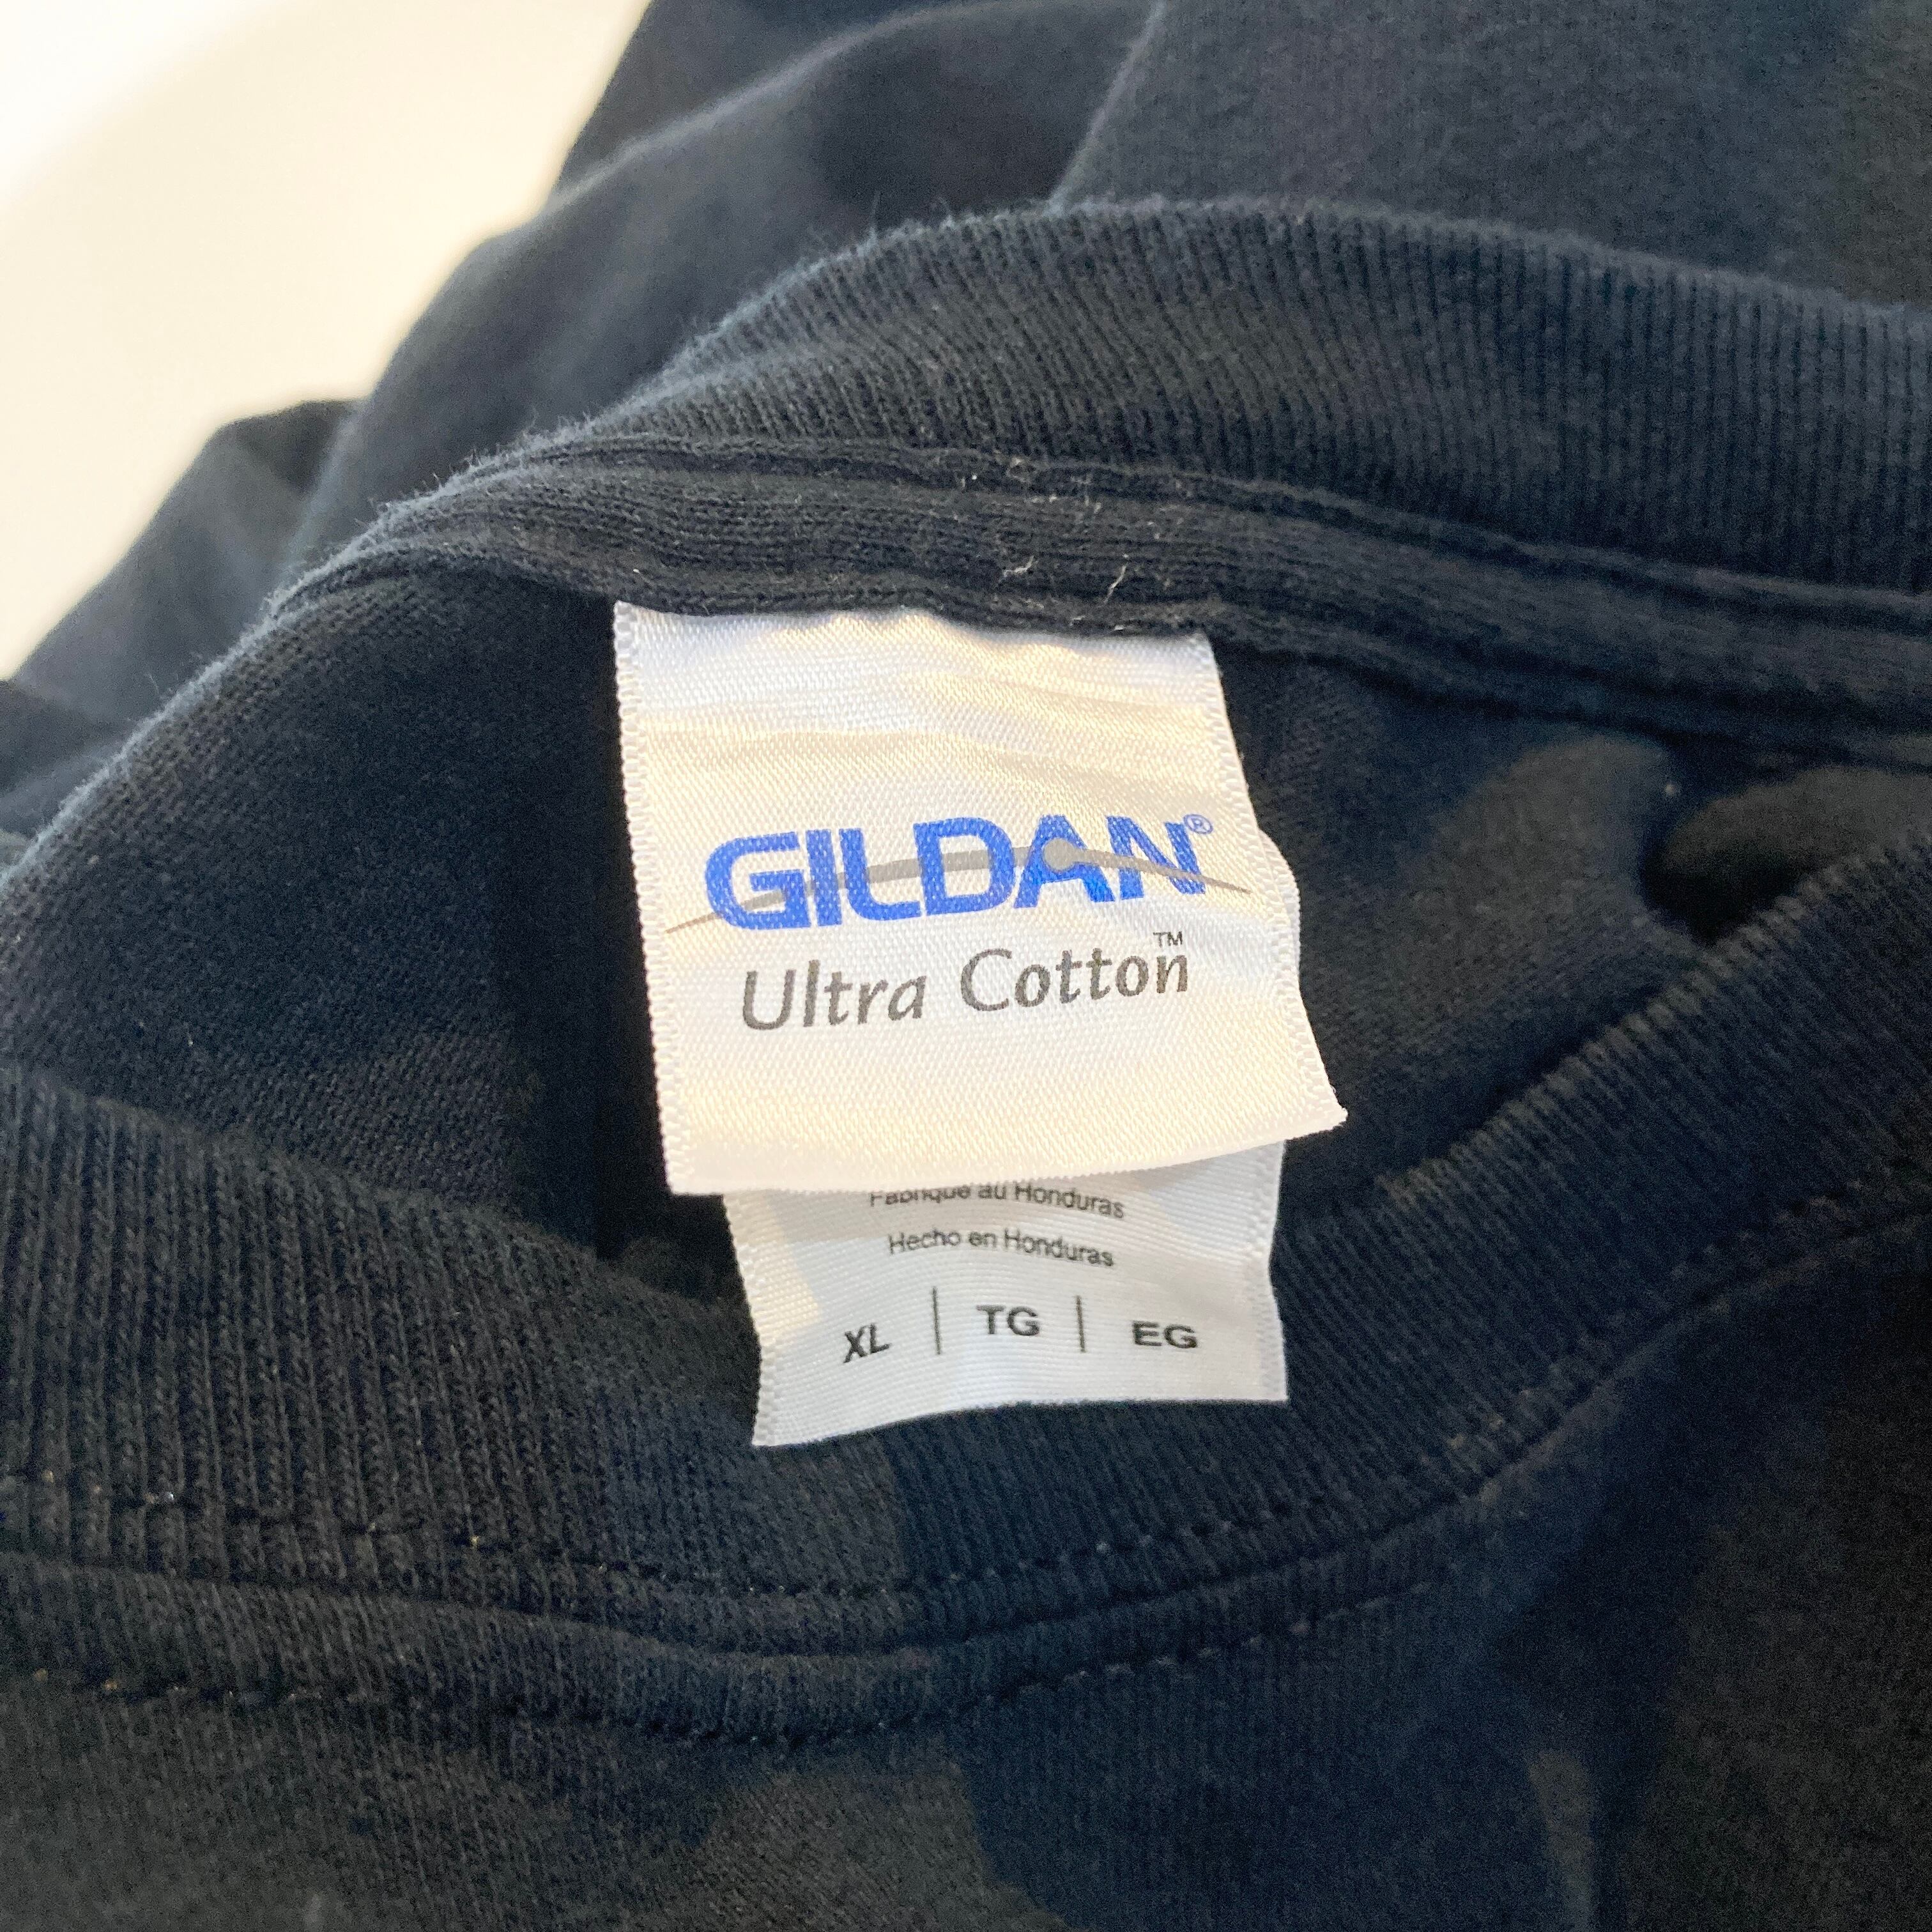 GILDAN®
Ultra Cotton™
Fabriqué au Honduras
Hecho en Honduras
XL | TG | EG